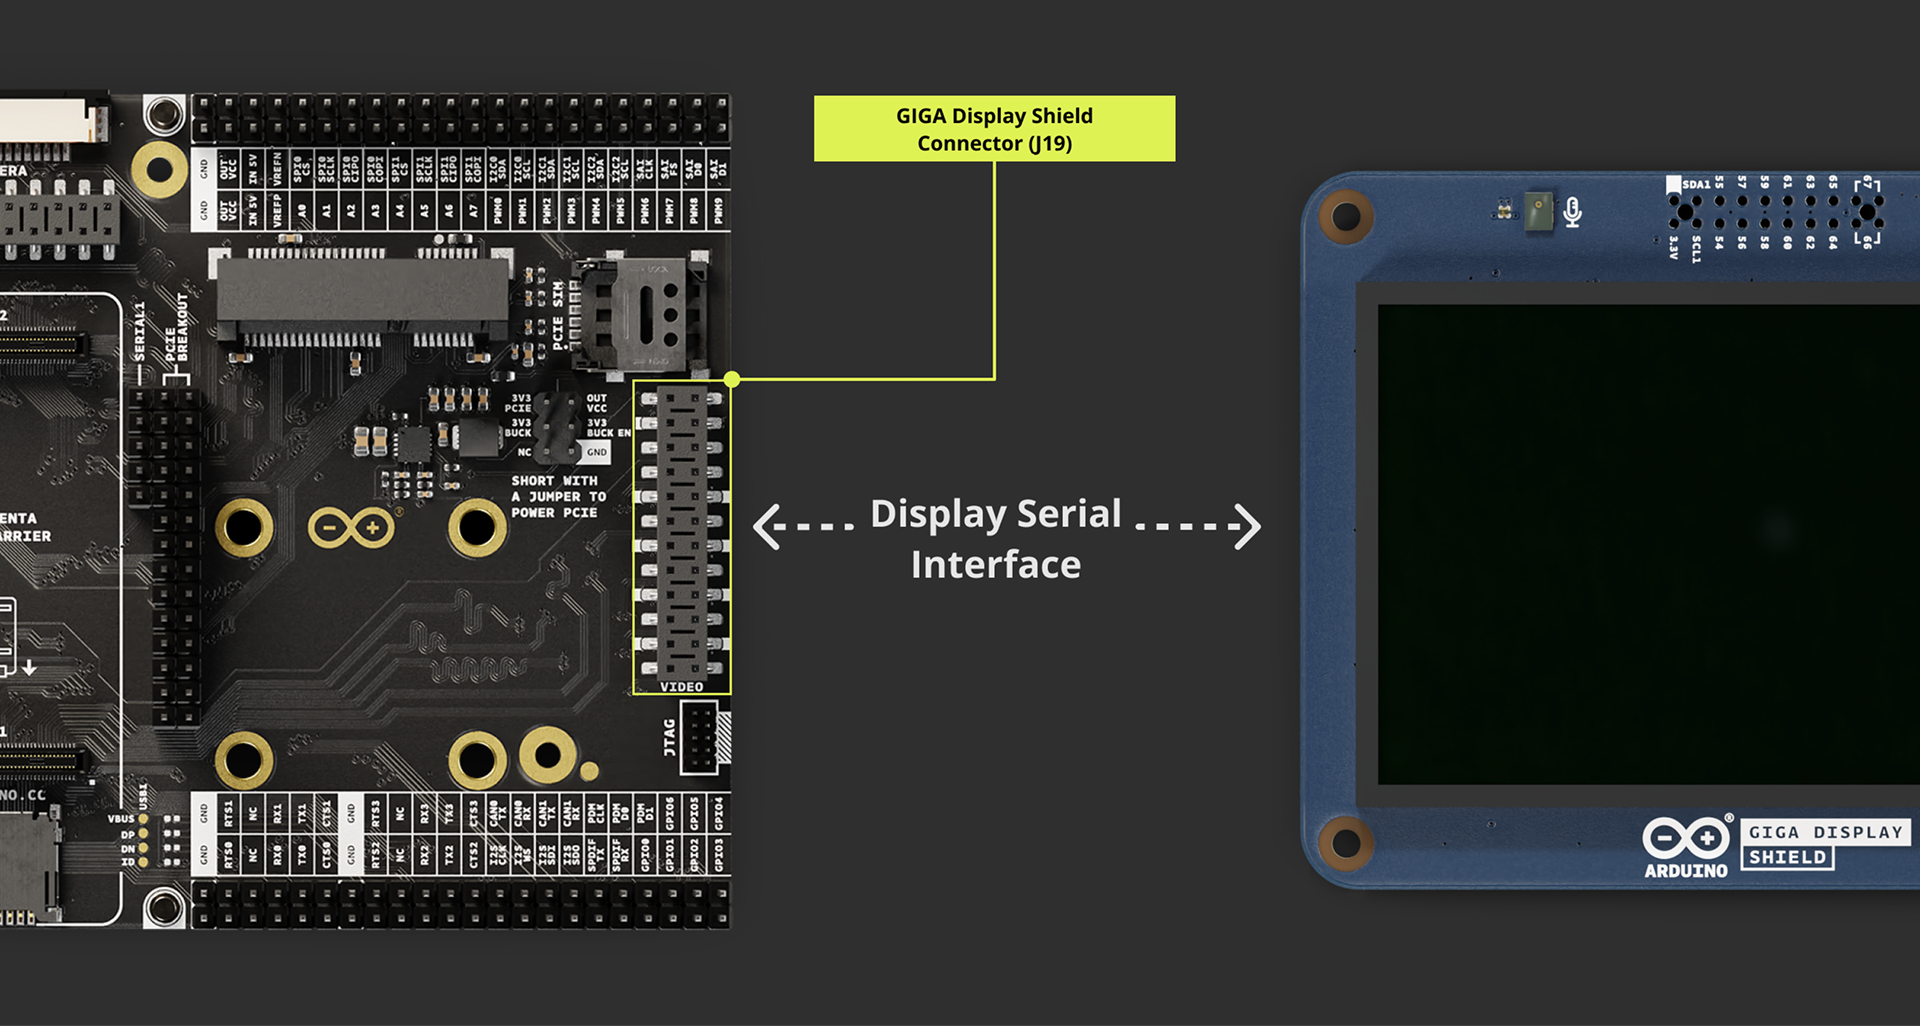 GIGA Display Shield
Connector (J19)
Display Serial
Interface
ERA
GND
OUT VCC
IN 5V
VREFN
SPI0 CS
SPI0 SCLK
SPI0 CIPO
SPI0 COPI
SPI1 CS
SPI1 SCLK
SPI1 CIPO
SPI1 COPI
I2C0 SDA
I2C0 SCL
I2C1 SDA
I2C1 SCL
I2C2 SDA
I2C2 SCL
SAI CLK
SAI FS
SAI D0
SAI D1
GND
OUT VCC
IN 5V
VREFP
A0
A1
A2
A3
A4
A5
A6
A7
PWM0
PWM1
PWM2
PWM3
PWM4
PWM5
PWM6
PWM7
PWM8
PWM9
2
SERIAL1
PCIE
BREAKOUT
PCIE SIM
3V3
PCIE
OUT
VCC
3V3
BUCK
3V3
BUCK EN
NC
GND
SHORT WITH
A JUMPER TO
POWER PCIE
®
ENTA
ARRIER
VIDEO
JTAG
1
NO.CC
USB1
VBUS
DP
DN
ID
GND
RTS1
NC
RX1
TX1
CTS1
GND
RTS3
NC
RX3
TX3
CTS3
CAN0 TX
CAN0 RX
CAN1 TX
CAN1 RX
PDM CLK
PDM D0
PDM D1
GPIO6
GPIO5
GPIO4
GND
RTS0
NC
RX0
TX0
CTS0
GND
RTS2
NC
RX2
TX2
CTS2
I2S CLK
I2S WS
I2S SDI
I2S SDO
SPDIF TX
SPDIF RX
GPIO0
GPIO1
GPIO2
GPIO3
SDA1
55
57
59
61
63
65
67
3.3V
SCL1
54
56
58
60
62
64
66
®
GIGA DISPLAY
SHIELD
ARDUINO